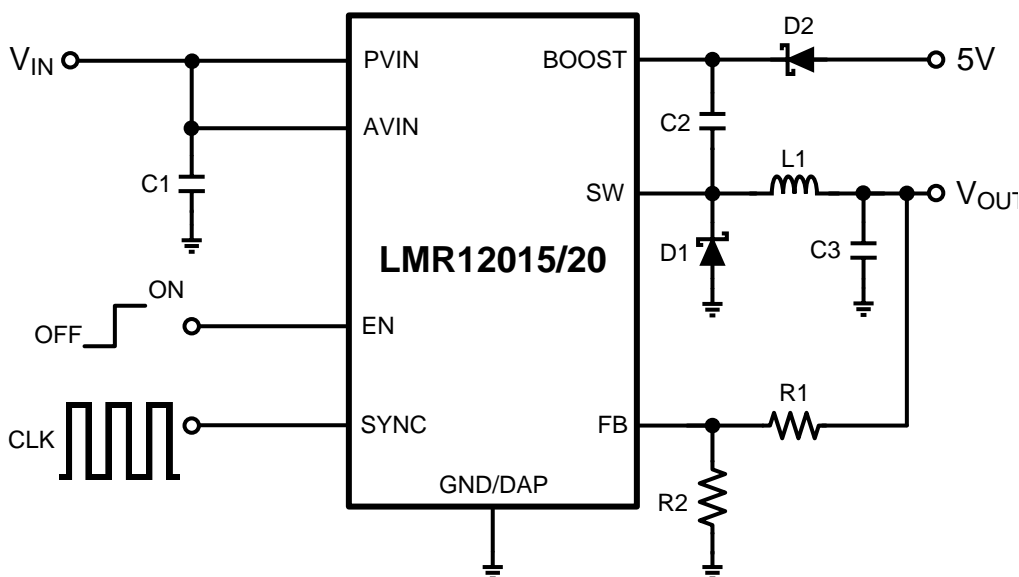 D2
VIN
PVIN
BOOST
5V
AVIN
C2
C1
L1
SW
VOUT
D1
C3
LMR12015/20
ON
OFF
EN
R1
CLK
SYNC
FB
GND/DAP
R2